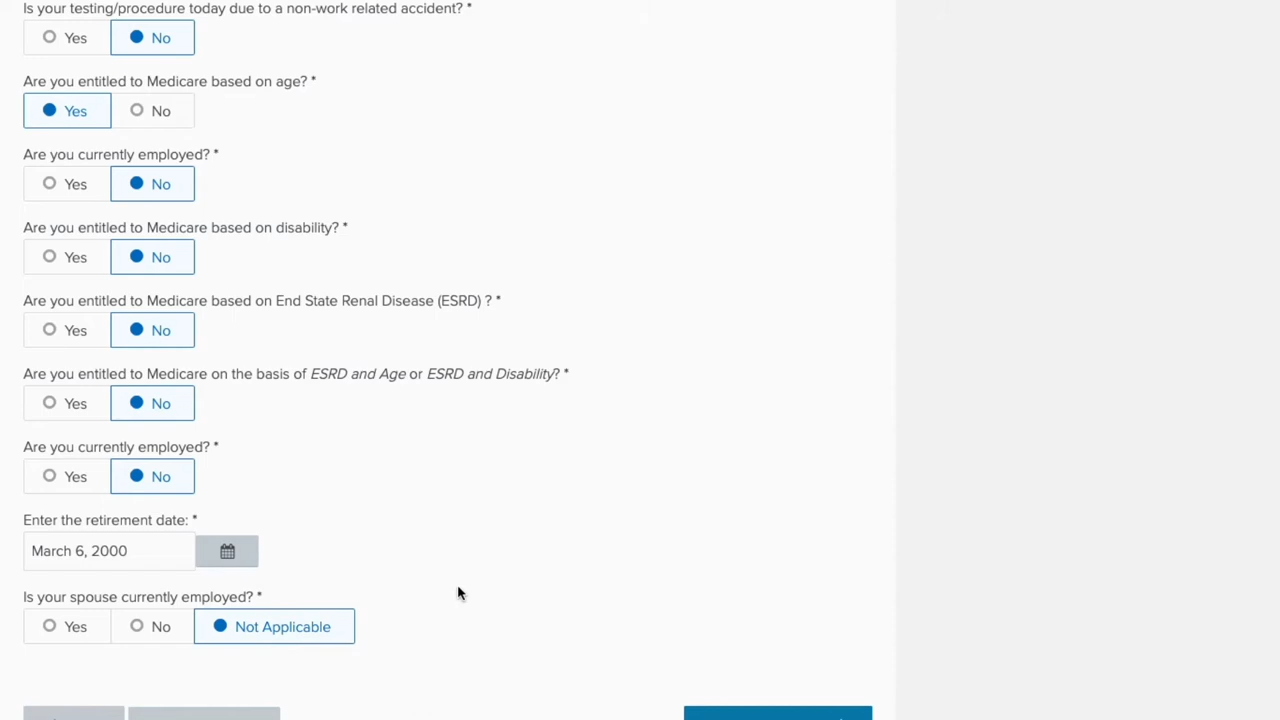 Is your testing/procedure today due to a non-work related accident? *
Yes No
Are you entitled to Medicare based on age? *
Yes No
Are you currently employed? *
Yes No
Are you entitled to Medicare based on disability? *
Yes No
Are you entitled to Medicare based on End State Renal Disease (ESRD) ? *
Yes No
Are you entitled to Medicare on the basis of ESRD and Age or ESRD and Disability? *
Yes No
Are you currently employed? *
Yes No
Enter the retirement date: *
March 6, 2000
Is your spouse currently employed? *
Yes No Not Applicable